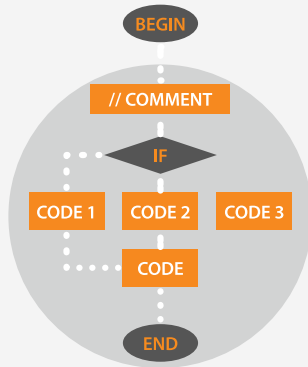 BEGIN
// COMMENT
IF
CODE 1
CODE 2
CODE 3
CODE
END